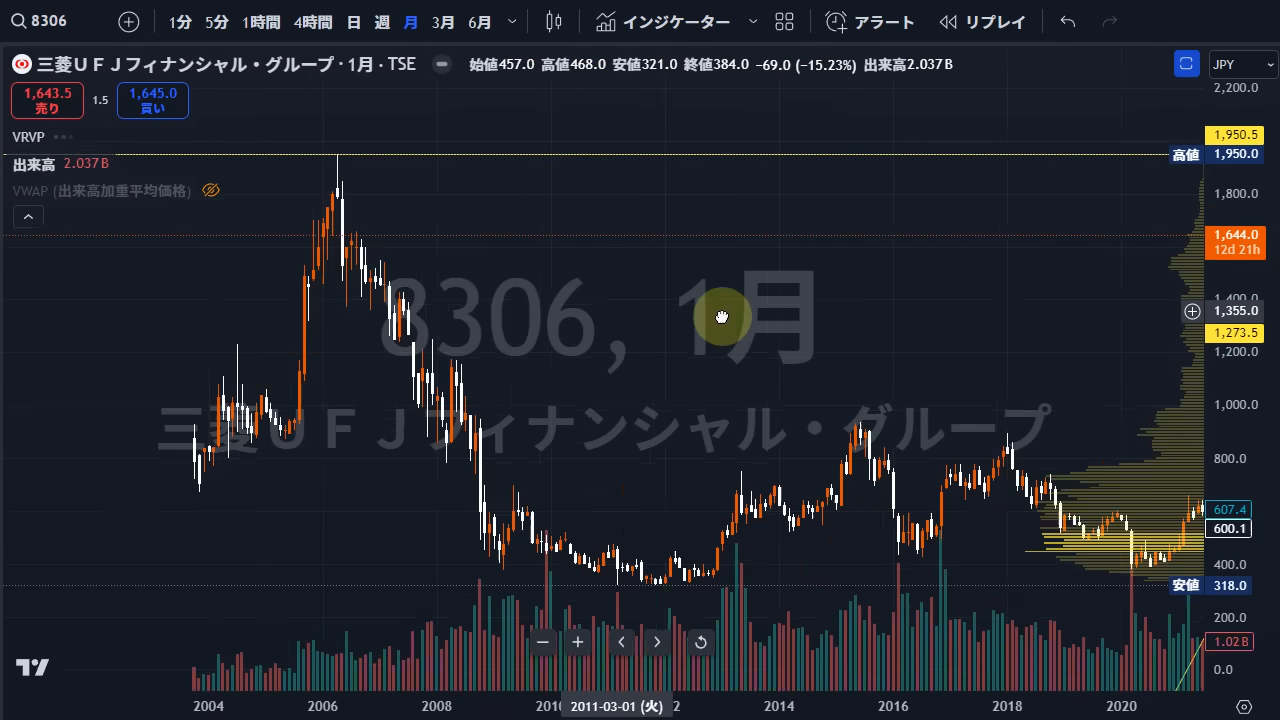 8306 1分 5分 1時間 4時間 日 週 月 3月 6月 インジケーター アラート リプレイ
三菱ＵＦＪフィナンシャル・グループ · 1月 · TSE 始値457.0 高値468.0 安値321.0 終値384.0 −69.0 (−15.23%) 出来高2.037B JPY
2,200.0
1,643.5 売り 1.5 1,645.0 買い
VRVP
1,950.5
高値 1,950.0
出来高 2.037B
VWAP (出来高加重平均価格)
1,800.0
1,644.0
12d 21h
1,400.0
1,355.0
1,273.5
1,200.0
8306, 1月
三菱ＵＦＪフィナンシャル・グループ
1,000.0
800.0
607.4
600.1
400.0
安値 318.0
200.0
1.02B
0.0
2004 2006 2008 2011-03-01 (火) 2014 2016 2018 2020